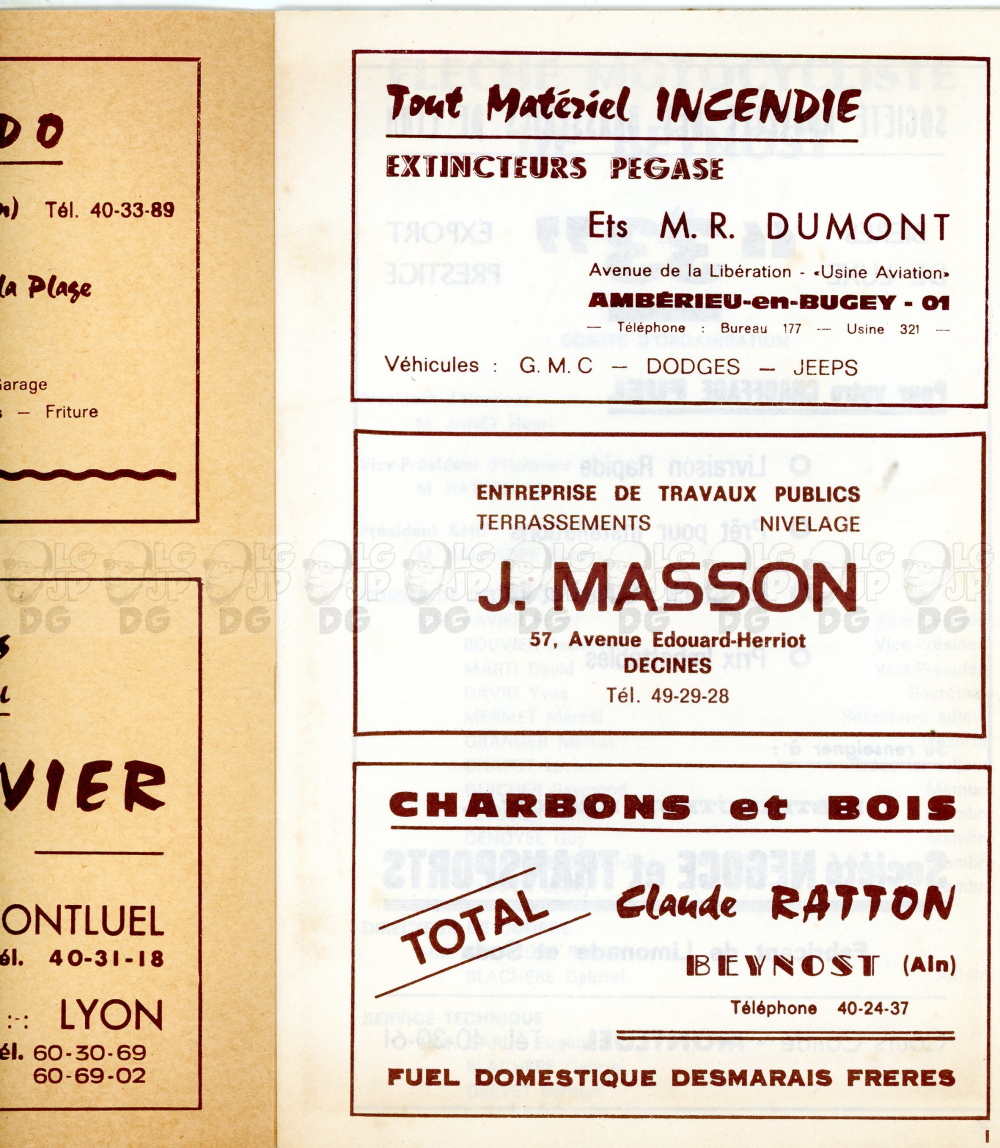 DO
Tél. 40-33-89
la Plage
Garage
— Friture
VIER
ONTLUEL
él. 40-31-18
:-: LYON
él. 60-30-69
60-69-02
Tout Matériel INCENDIE
EXTINCTEURS PEGASE
Ets M. R. DUMONT
Avenue de la Libération - «Usine Aviation»
AMBÉRIEU-en-BUGEY - 01
— Téléphone : Bureau 177 — Usine 321 —
Véhicules : G. M. C — DODGES — JEEPS
ENTREPRISE DE TRAVAUX PUBLICS
TERRASSEMENTS NIVELAGE
J. MASSON
57, Avenue Edouard-Herriot
DECINES
Tél. 49-29-28
CHARBONS et BOIS
TOTAL
Claude RATTON
BEYNOST (Ain)
Téléphone 40-24-37
FUEL DOMESTIQUE DESMARAIS FRERES
LG JP DG